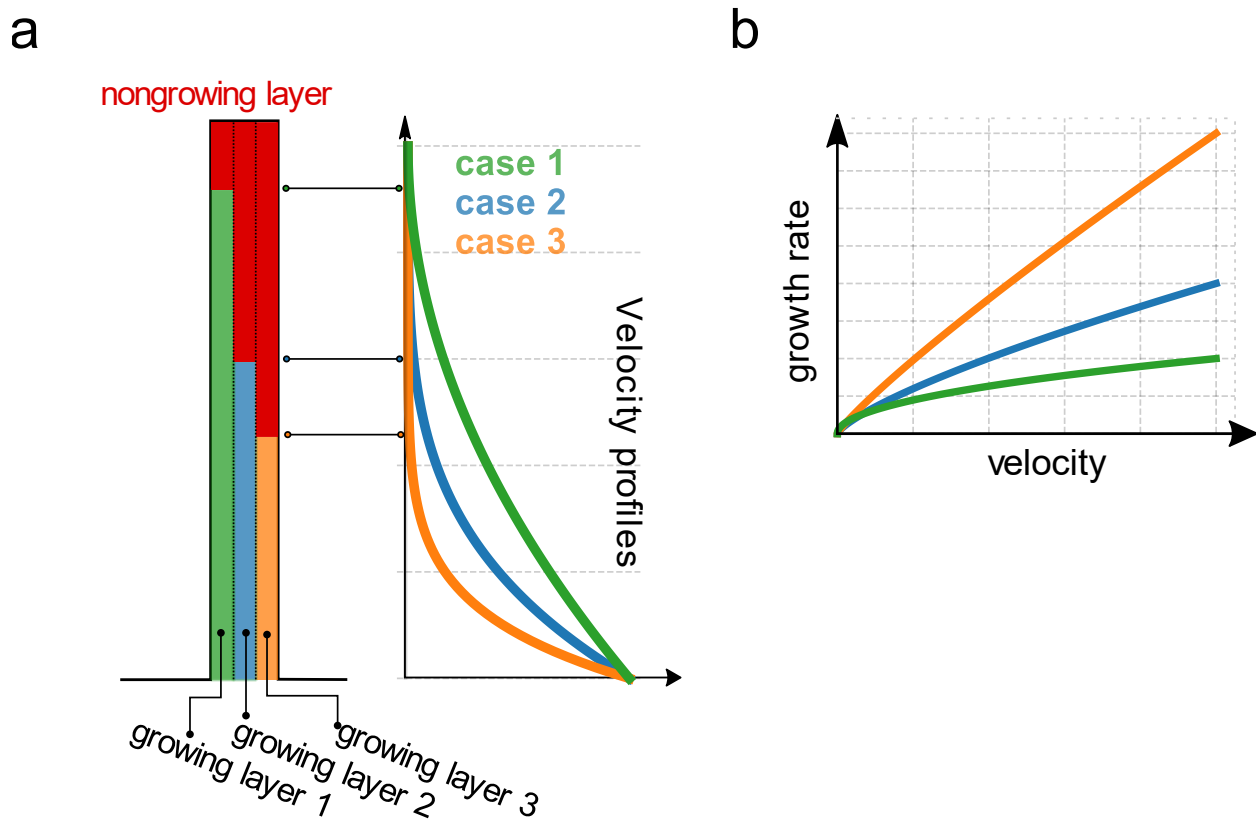 a
b
nongrowing layer
case 1
case 2
case 3
Velocity profiles
growth rate
velocity
growing layer 1
growing layer 2
growing layer 3